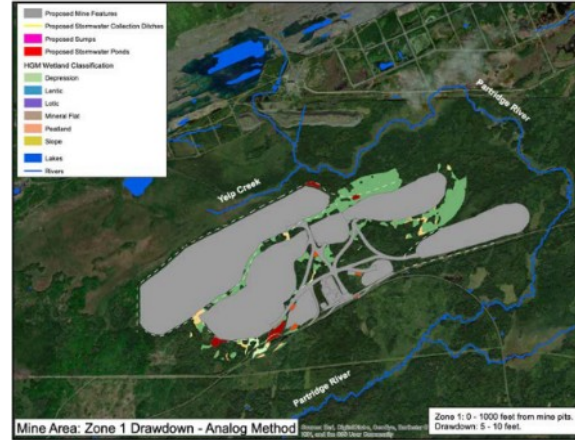 Proposed Mine Features
Proposed Stormwater Collection Ditches
Proposed Sumps
Proposed Stormwater Ponds
HGM Wetland Classification
Depression
Lentic
Lotic
Mineral Flat
Peatland
Slope
Lakes
Rivers
Partridge River
Yelp Creek
Partridge River
Mine Area: Zone 1 Drawdown - Analog Method
Zone 1: 0 - 1000 feet from mine pits.
Drawdown: 5 - 10 feet.